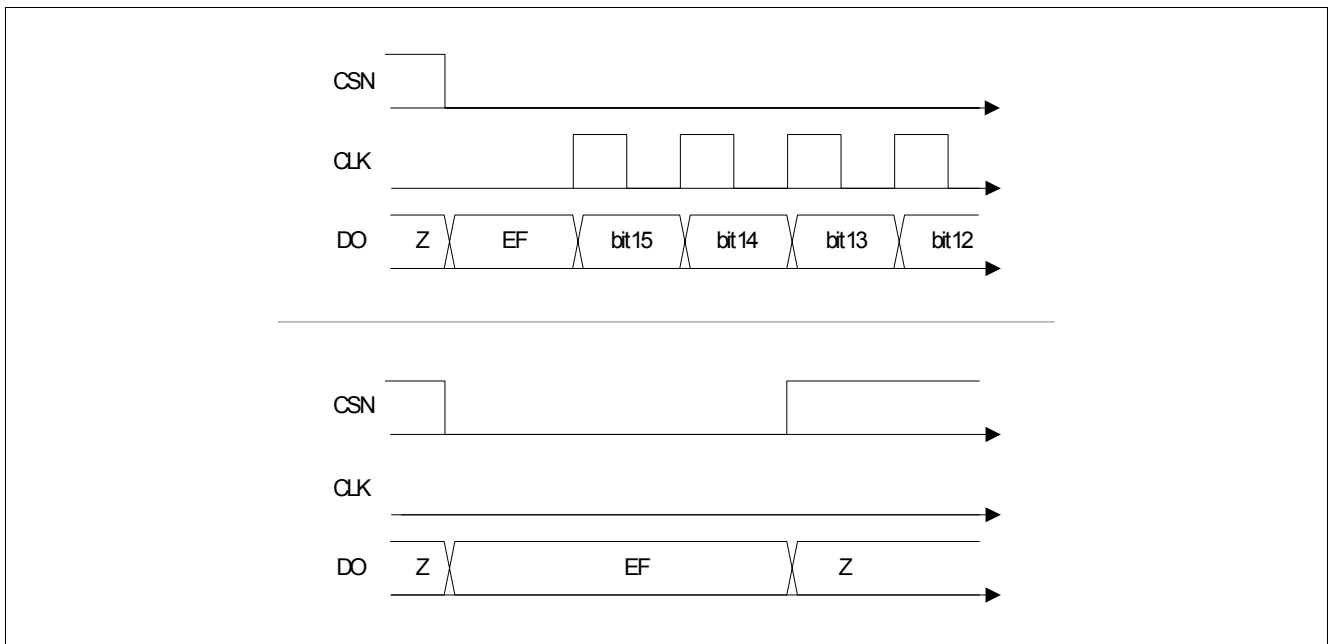 CSN
CLK
DO Z EF bit15 bit14 bit13 bit12
CSN
CLK
DO Z EF Z